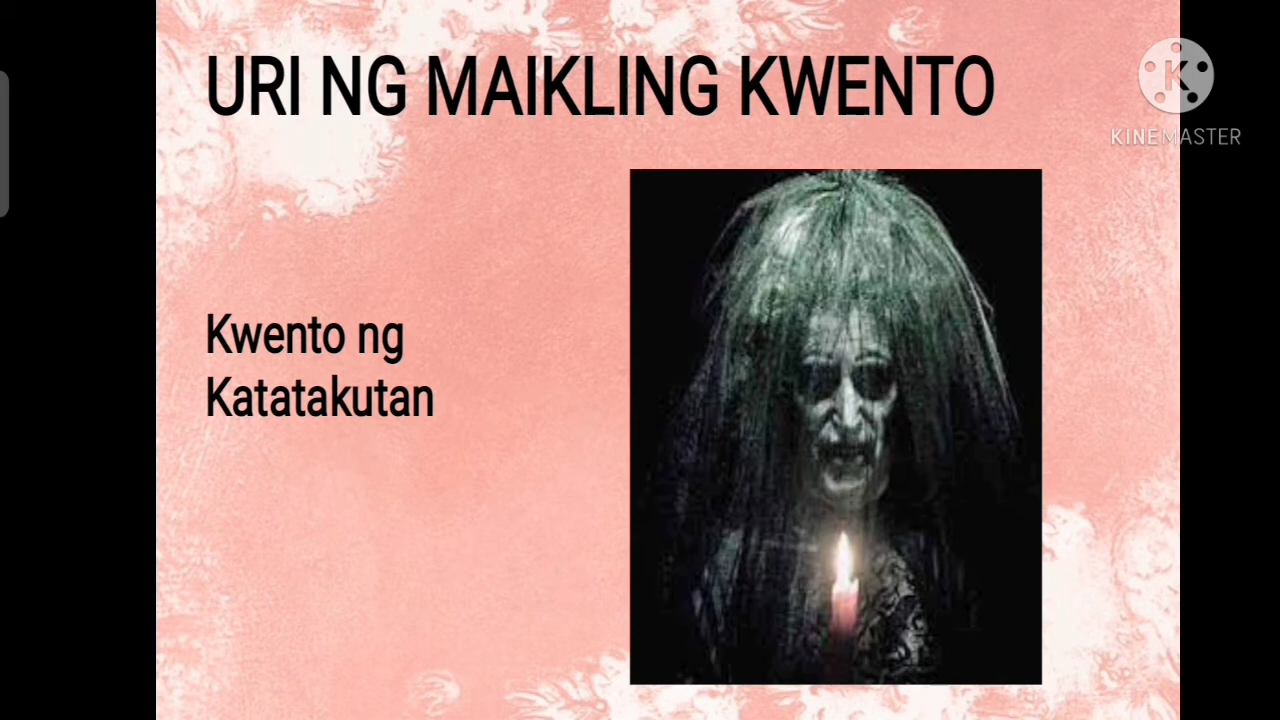 URI NG MAIKLING KWENTO
K
KINEMASTER
Kwento ng
Katatakutan